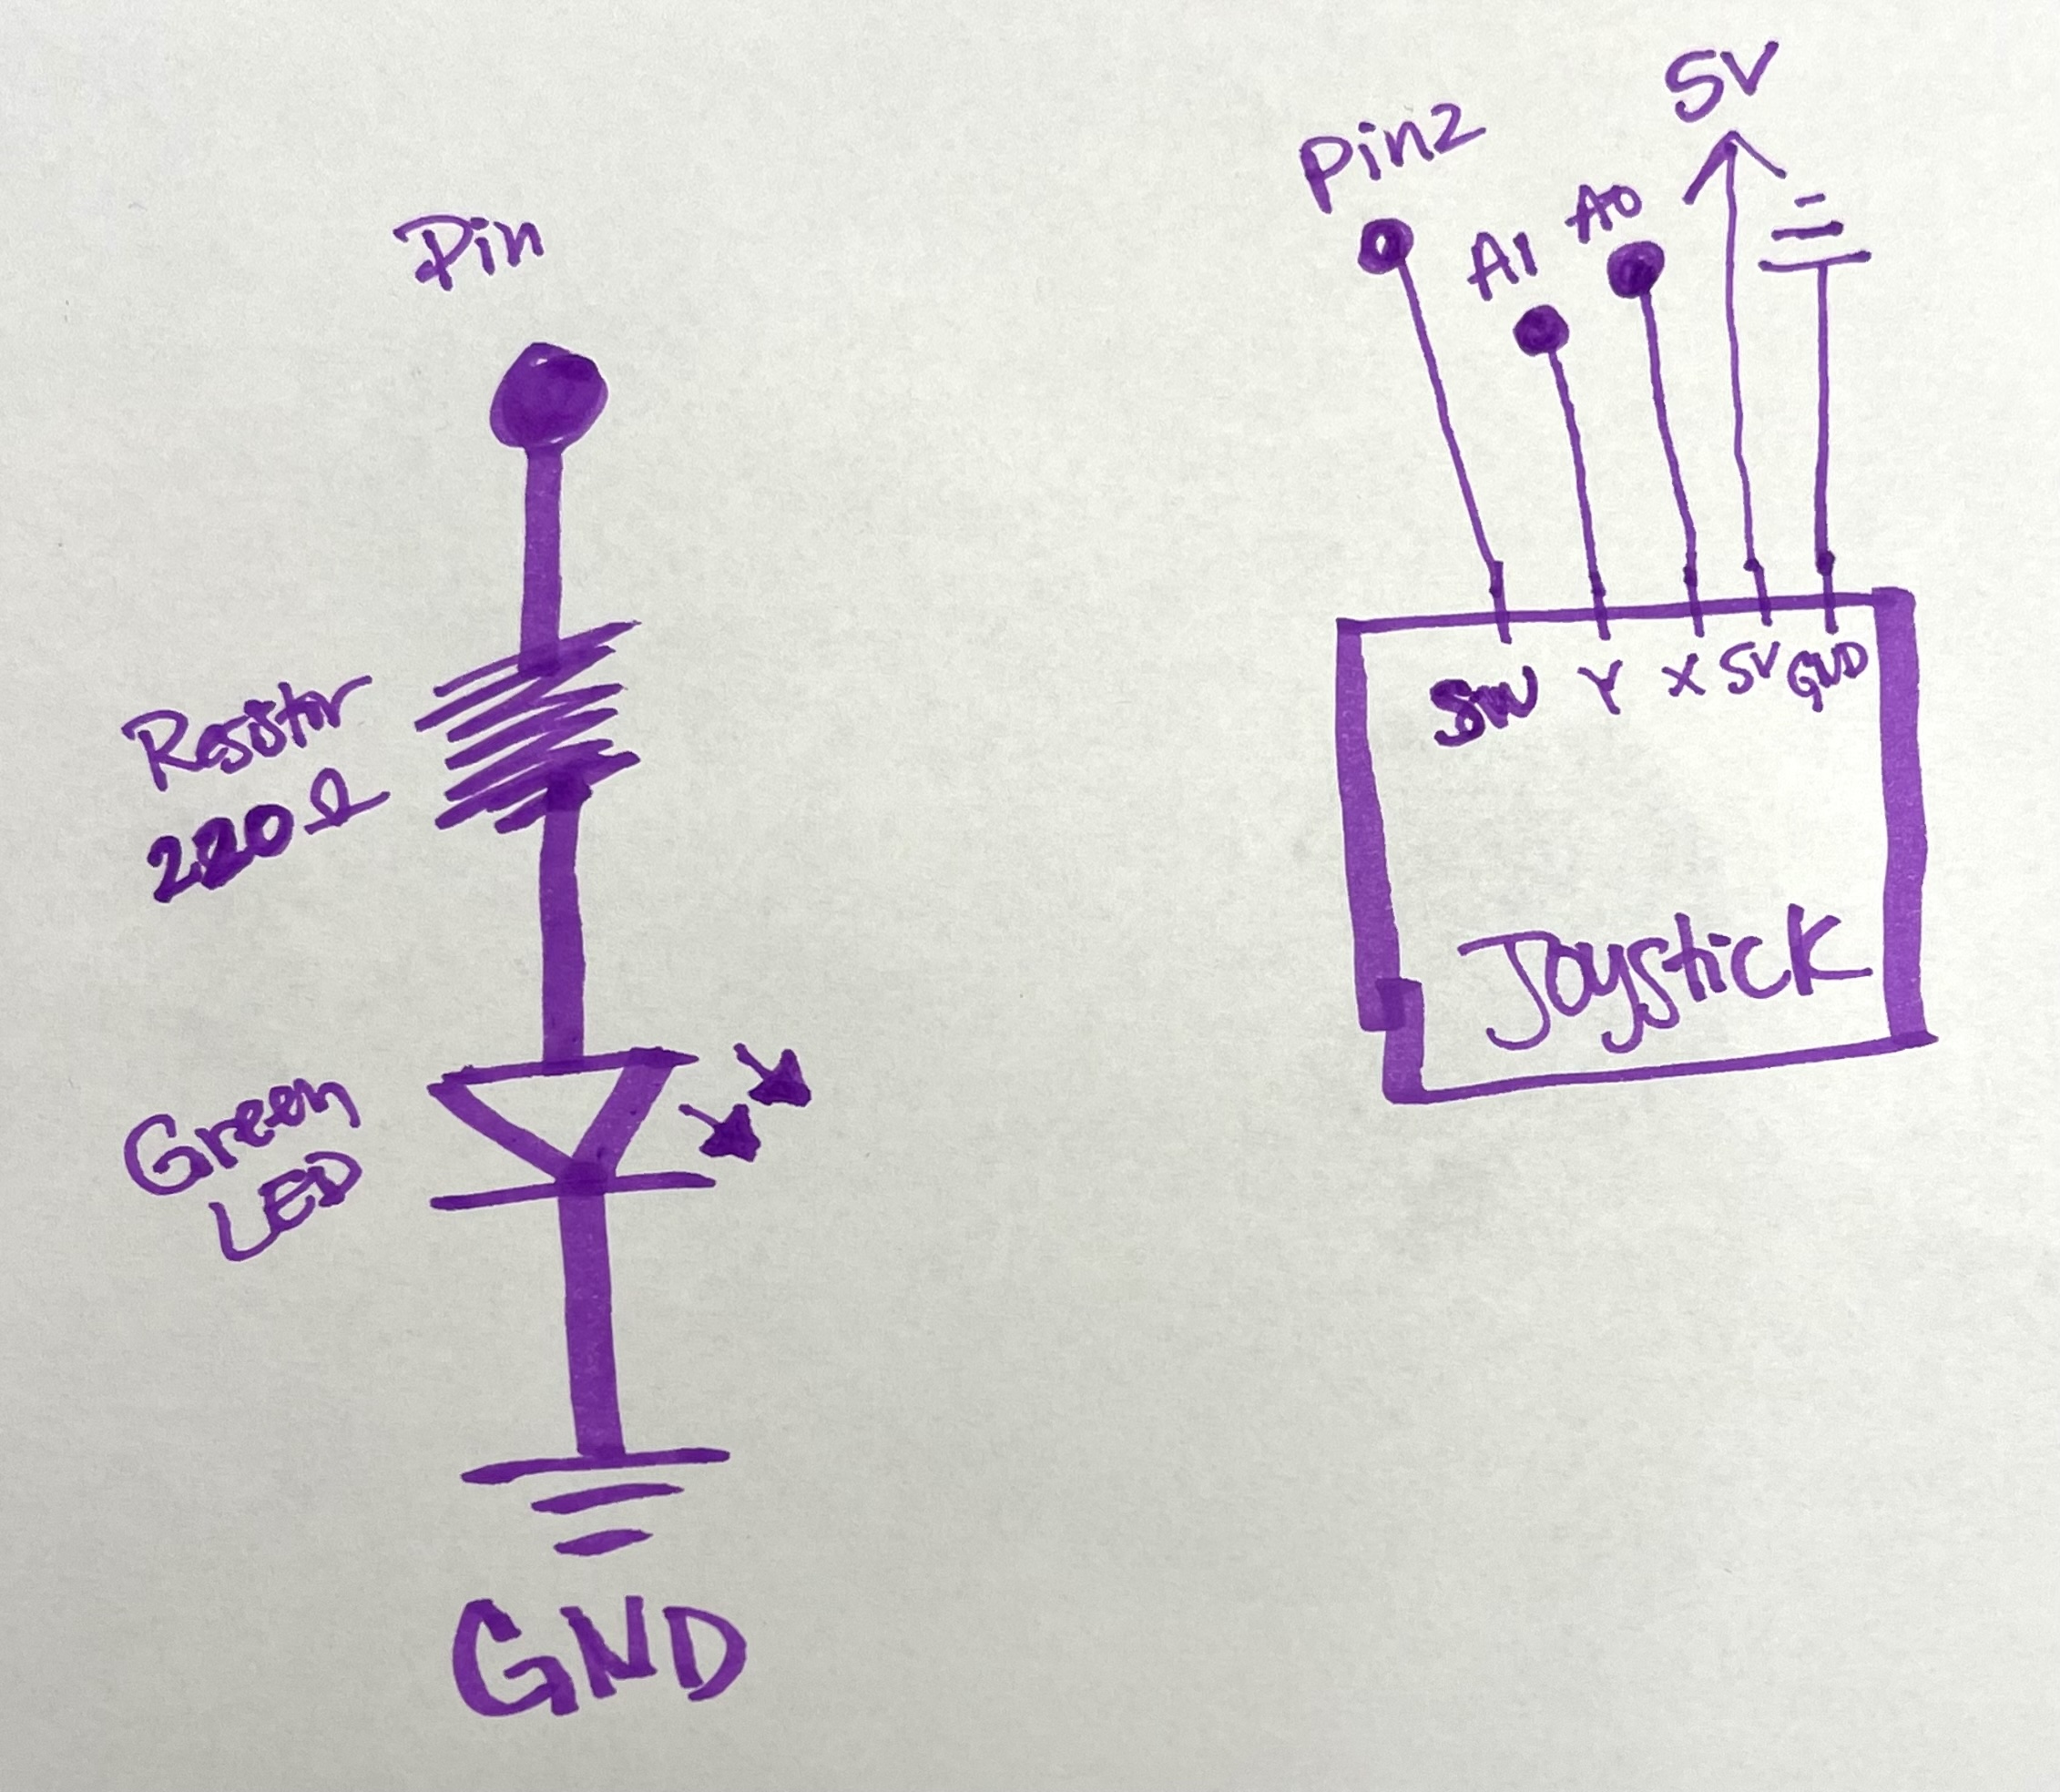 Pin
Resistor
220Ω
Green
LED
GND
Pin2
A1
A0
5V
SW Y X 5V GND
Joystick